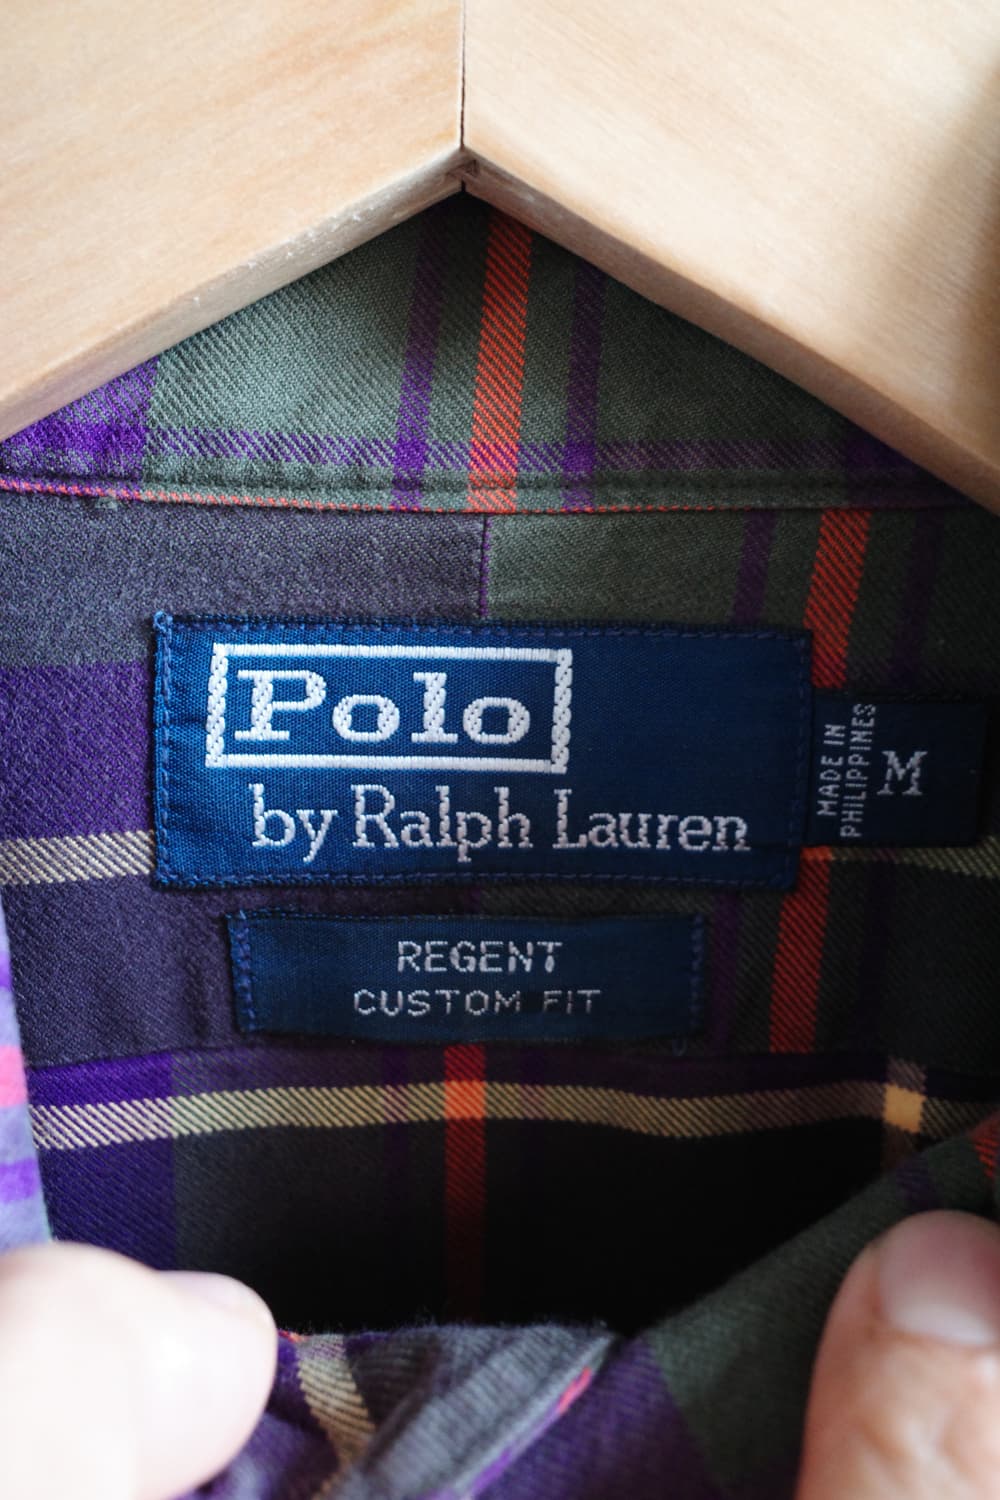 Polo
by Ralph Lauren
MADE IN
PHILIPPINES
M
REGENT
CUSTOM FIT